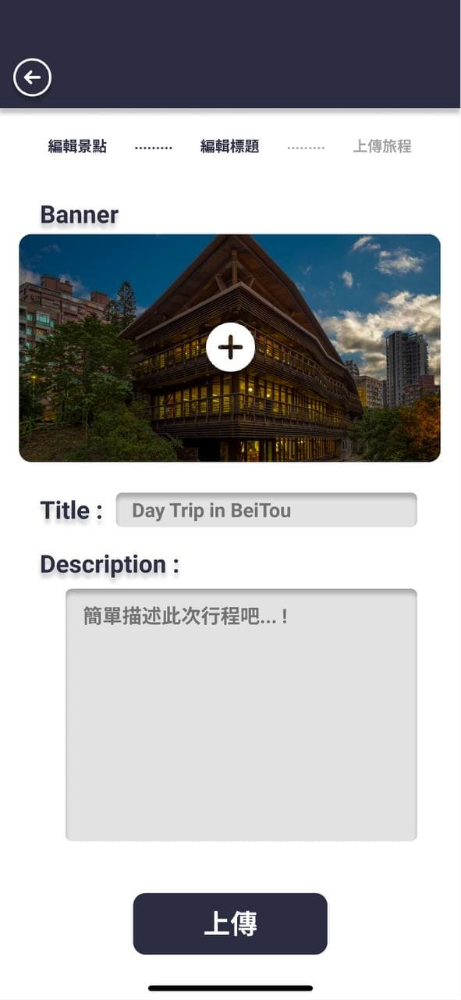 編輯景點 ......... 編輯標題 ......... 上傳旅程
Banner
Title : Day Trip in BeiTou
Description :
簡單描述此次行程吧... !
上傳